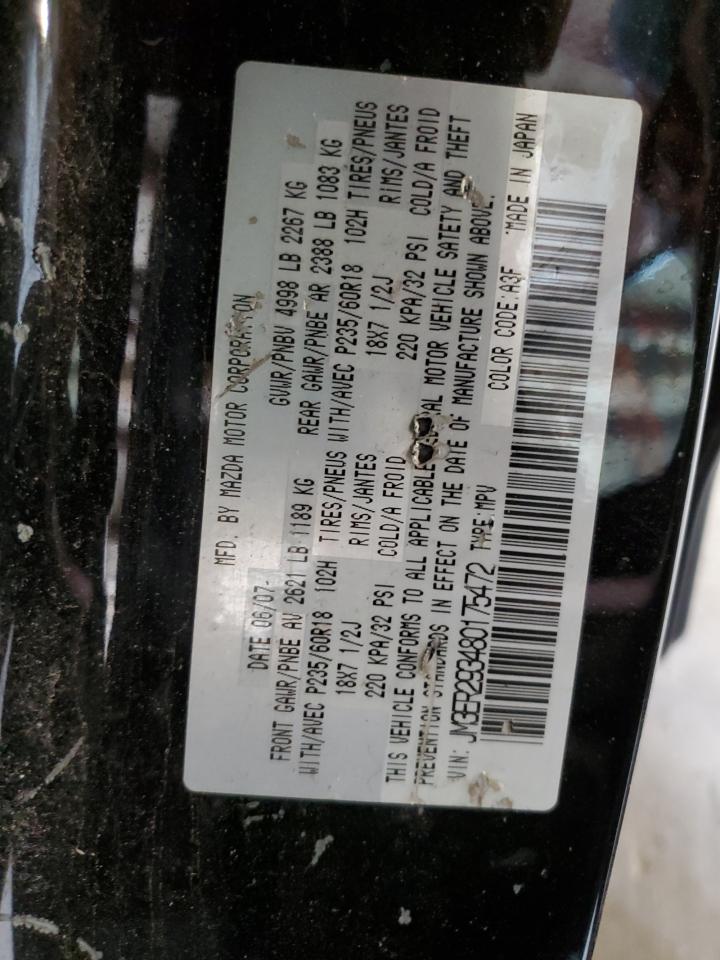 MFD. BY MAZDA MOTOR CORPORATION
DATE 06/07 GVWR/PNBV 4998 LB 2267 KG
FRONT GAWR/PNBE AV 2621 LB 1189 KG REAR GAWR/PNBE AR 2388 LB 1083 KG
WITH/AVEC P235/60R18 102H TIRES/PNEUS WITH/AVEC P235/60R18 102H TIRES/PNEUS
18X7 1/2J RIMS/JANTES 18X7 1/2J RIMS/JANTES
220 KPA/32 PSI COLD/A FROID 220 KPA/32 PSI COLD/A FROID
THIS VEHICLE CONFORMS TO ALL APPLICABLE MOTOR VEHICLE SATETY AND THEFT
PREVENTION STANDARDS IN EFFECT ON THE DATE OF MANUFACTURE SHOWN ABOVE.
VIN: JM3ER293480175472 TYPE:MPV COLOR CODE:A3F MADE IN JAPAN